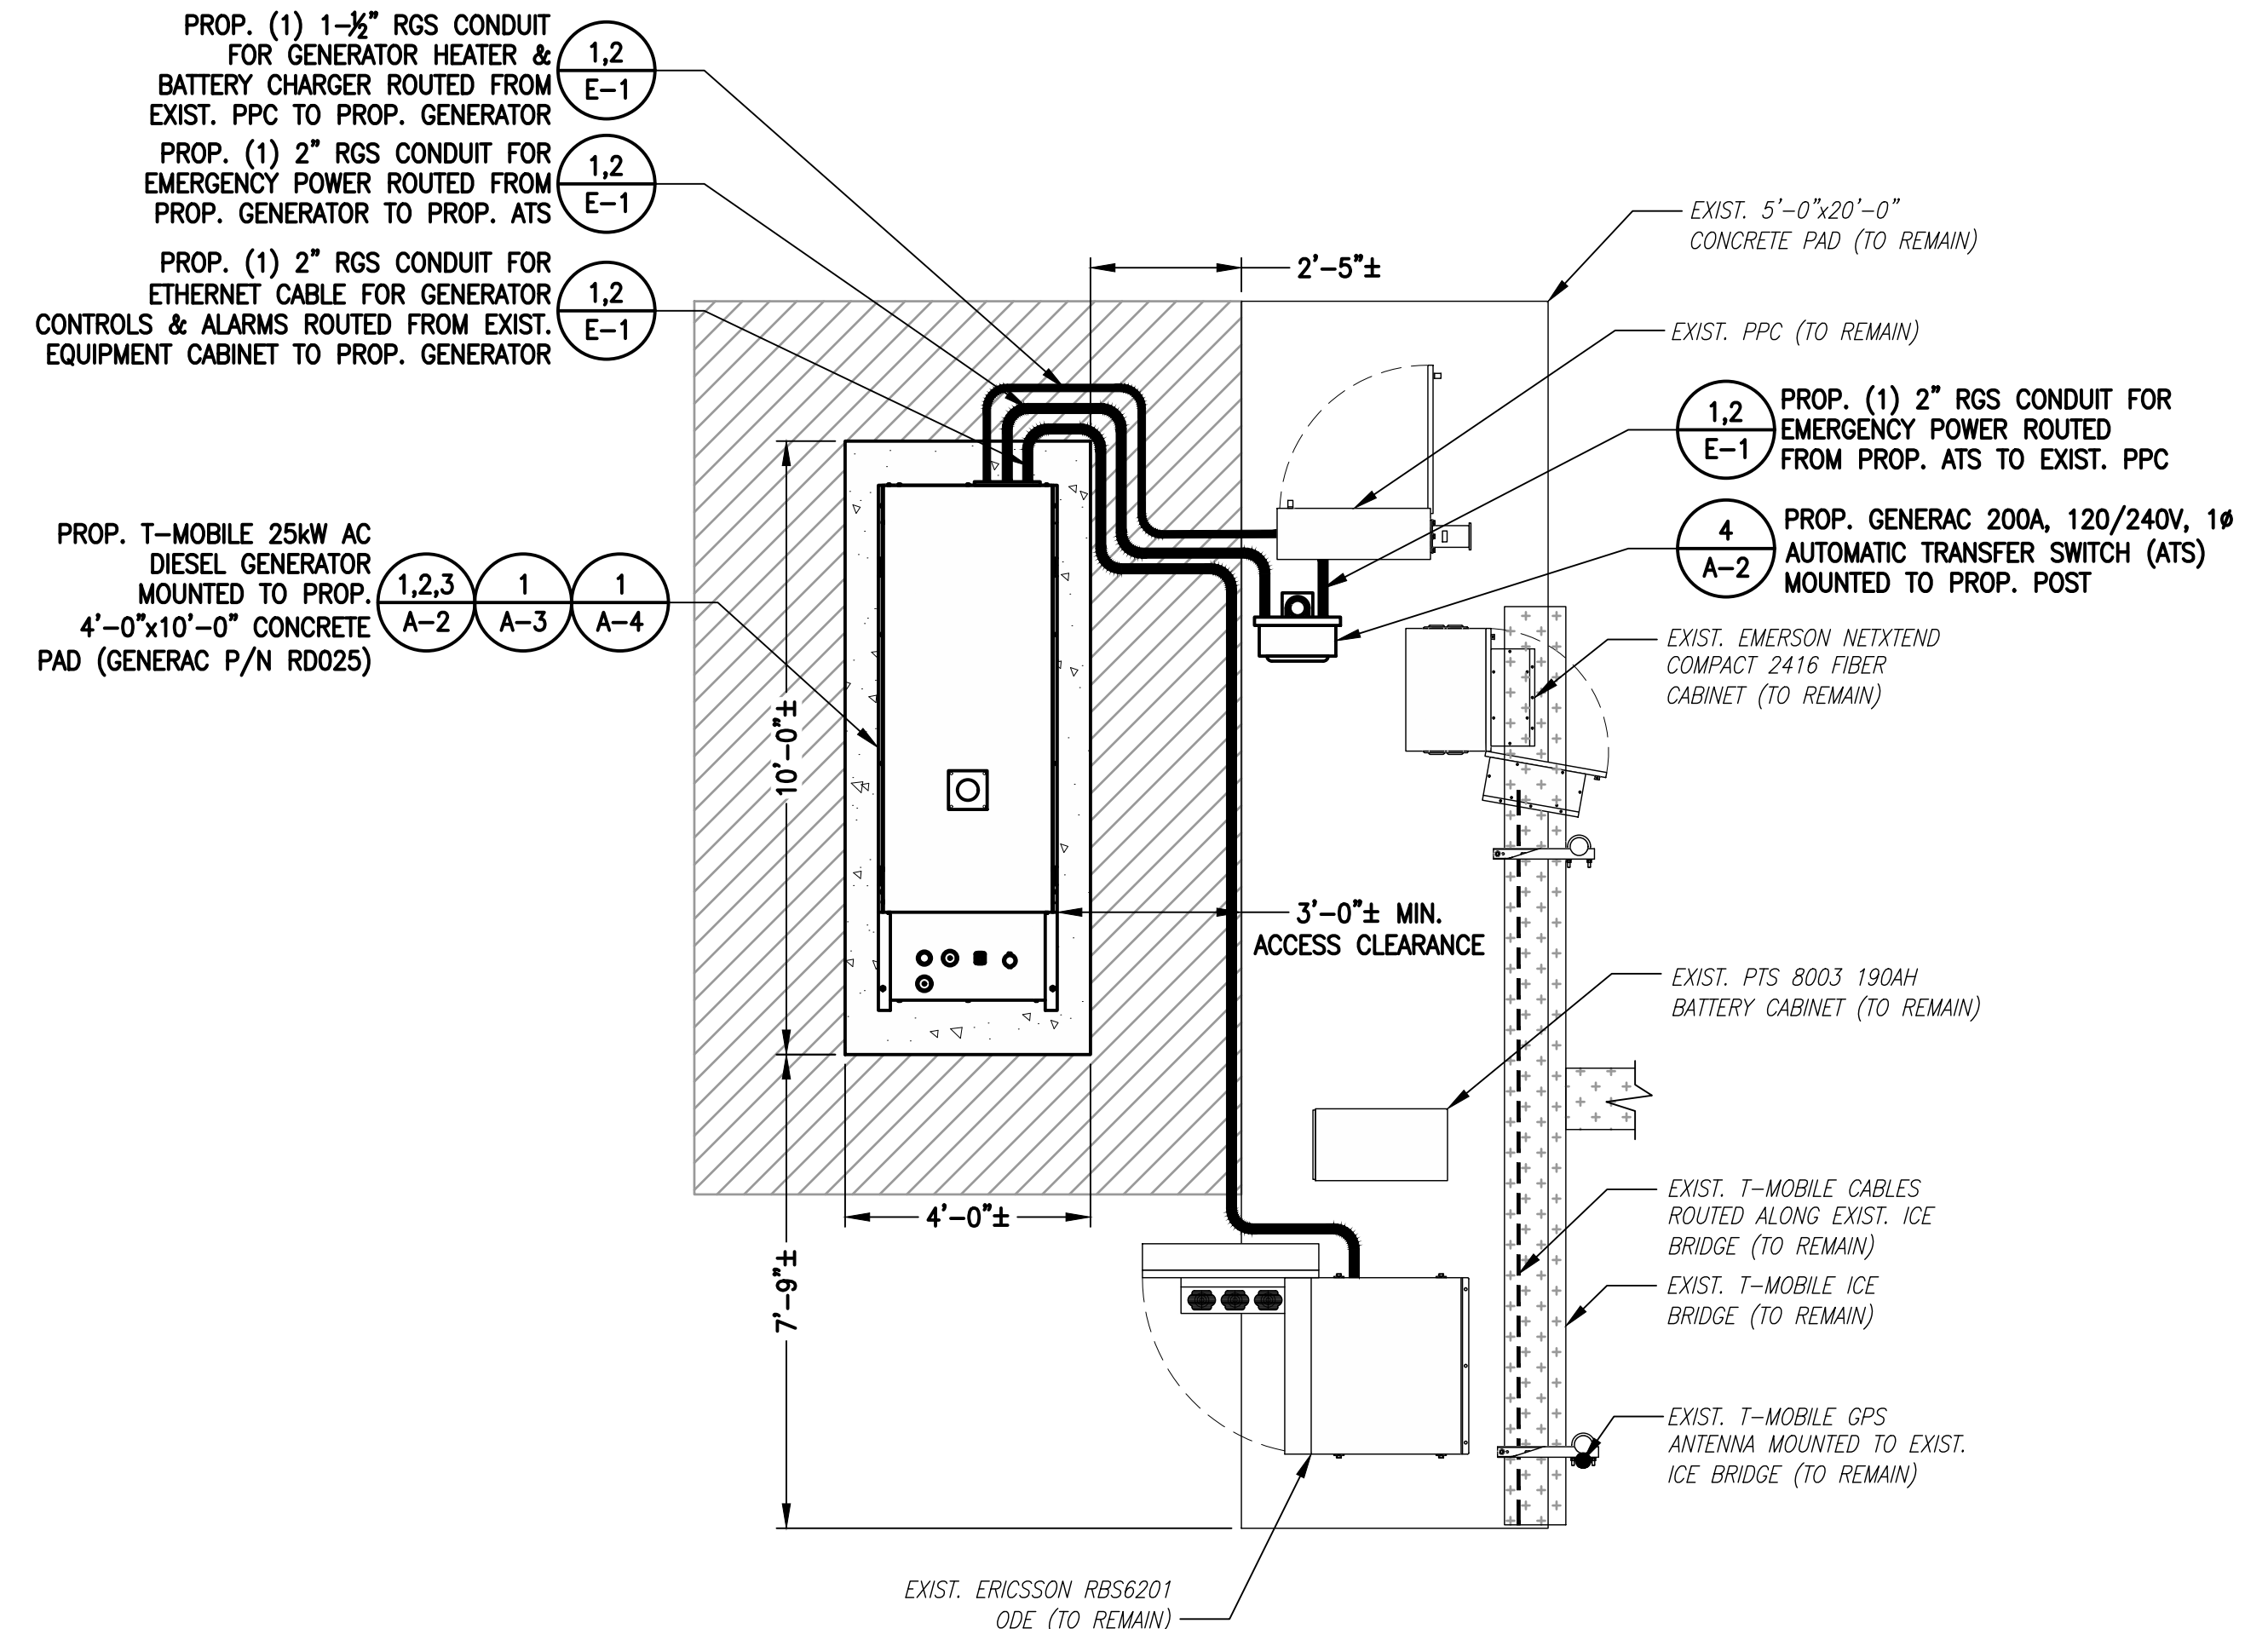 PROP. (1) 1-½" RGS CONDUIT
FOR GENERATOR HEATER &
BATTERY CHARGER ROUTED FROM
EXIST. PPC TO PROP. GENERATOR
1,2
E-1
PROP. (1) 2" RGS CONDUIT FOR
EMERGENCY POWER ROUTED FROM
PROP. GENERATOR TO PROP. ATS
1,2
E-1
PROP. (1) 2" RGS CONDUIT FOR
ETHERNET CABLE FOR GENERATOR
CONTROLS & ALARMS ROUTED FROM EXIST.
EQUIPMENT CABINET TO PROP. GENERATOR
1,2
E-1
PROP. T-MOBILE 25kW AC
DIESEL GENERATOR
MOUNTED TO PROP.
4'-0"x10'-0" CONCRETE
PAD (GENERAC P/N RD025)
1,2,3
A-2
1
A-3
1
A-4
2'-5"±
10'-0"±
3'-0"± MIN.
ACCESS CLEARANCE
4'-0"±
7'-9"±
EXIST. 5'-0"x20'-0"
CONCRETE PAD (TO REMAIN)
EXIST. PPC (TO REMAIN)
1,2
E-1
PROP. (1) 2" RGS CONDUIT FOR
EMERGENCY POWER ROUTED
FROM PROP. ATS TO EXIST. PPC
4
A-2
PROP. GENERAC 200A, 120/240V, 1ø
AUTOMATIC TRANSFER SWITCH (ATS)
MOUNTED TO PROP. POST
EXIST. EMERSON NETXTEND
COMPACT 2416 FIBER
CABINET (TO REMAIN)
EXIST. PTS 8003 190AH
BATTERY CABINET (TO REMAIN)
EXIST. T-MOBILE CABLES
ROUTED ALONG EXIST. ICE
BRIDGE (TO REMAIN)
EXIST. T-MOBILE ICE
BRIDGE (TO REMAIN)
EXIST. T-MOBILE GPS
ANTENNA MOUNTED TO EXIST.
ICE BRIDGE (TO REMAIN)
EXIST. ERICSSON RBS6201
ODE (TO REMAIN)